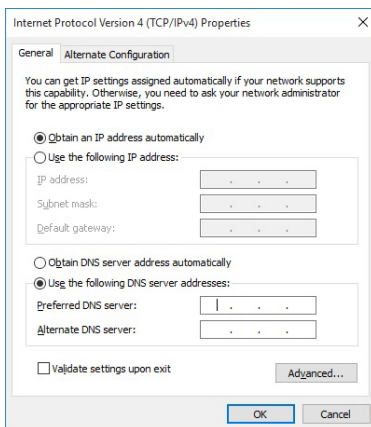 Internet Protocol Version 4 (TCP/IPv4) Properties
General
Alternate Configuration
You can get IP settings assigned automatically if your network supports
this capability. Otherwise, you need to ask your network administrator
for the appropriate IP settings.
Obtain an IP address automatically
Use the following IP address:
IP address:
Subnet mask:
Default gateway:
Obtain DNS server address automatically
Use the following DNS server addresses:
Preferred DNS server:
Alternate DNS server:
Validate settings upon exit
Advanced...
OK
Cancel